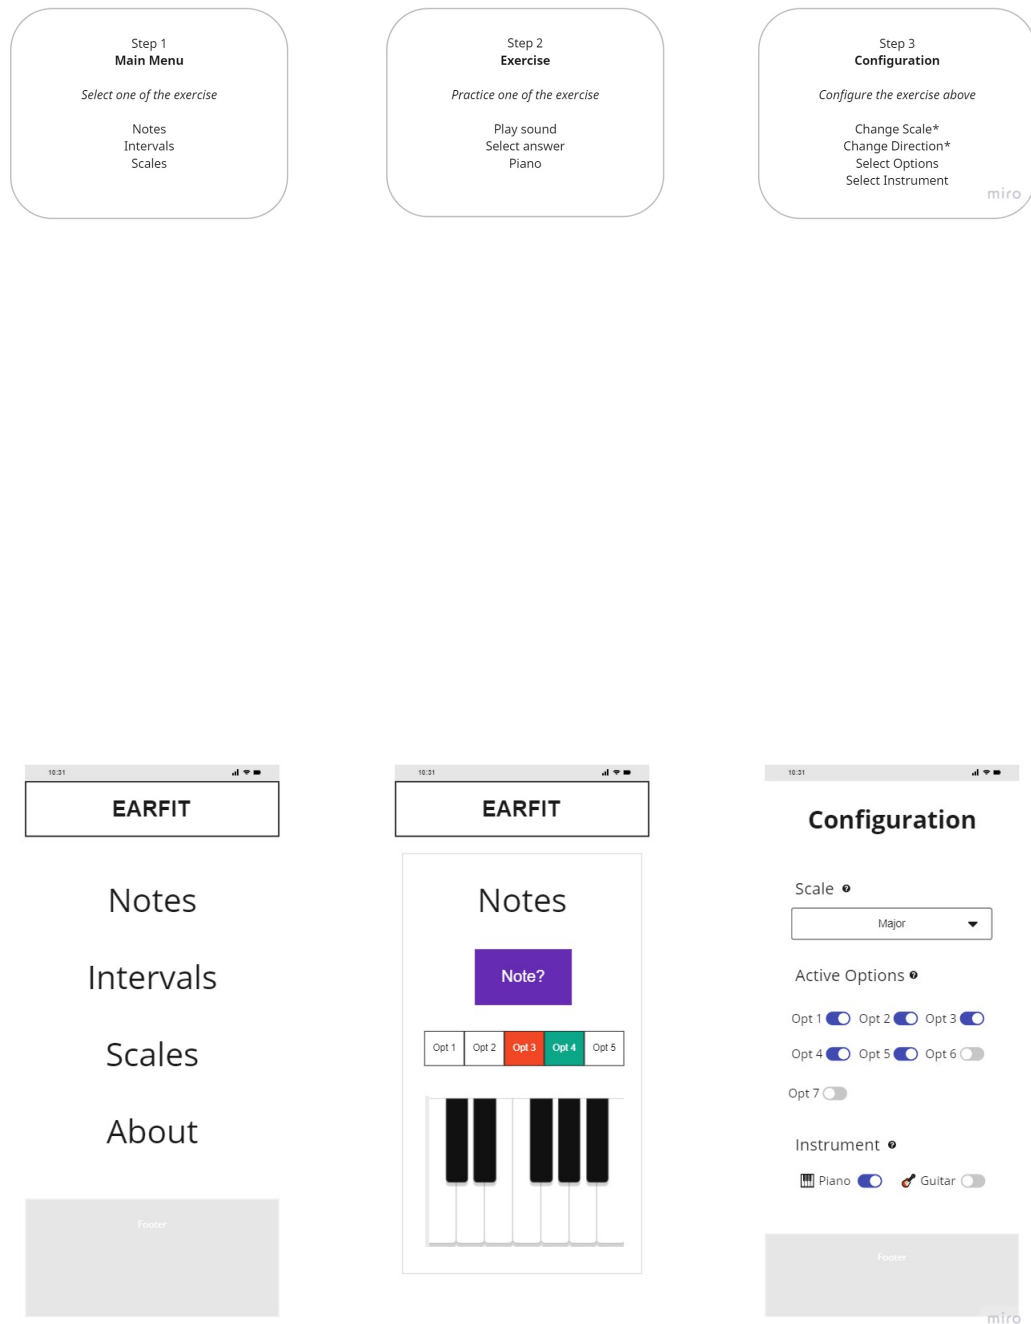 Step 1
Main Menu
Select one of the exercise
Notes
Intervals
Scales
Step 2
Exercise
Practice one of the exercise
Play sound
Select answer
Piano
Step 3
Configuration
Configure the exercise above
Change Scale*
Change Direction*
Select Options
Select Instrument
miro
10:31
EARFIT
Notes
Intervals
Scales
About
Footer
10:31
EARFIT
Notes
Note?
Opt 1 Opt 2 Opt 3 Opt 4 Opt 5
10:31
Configuration
Scale ?
Major
Active Options ?
Opt 1 Opt 2 Opt 3
Opt 4 Opt 5 Opt 6
Opt 7
Instrument ?
Piano Guitar
Footer
miro